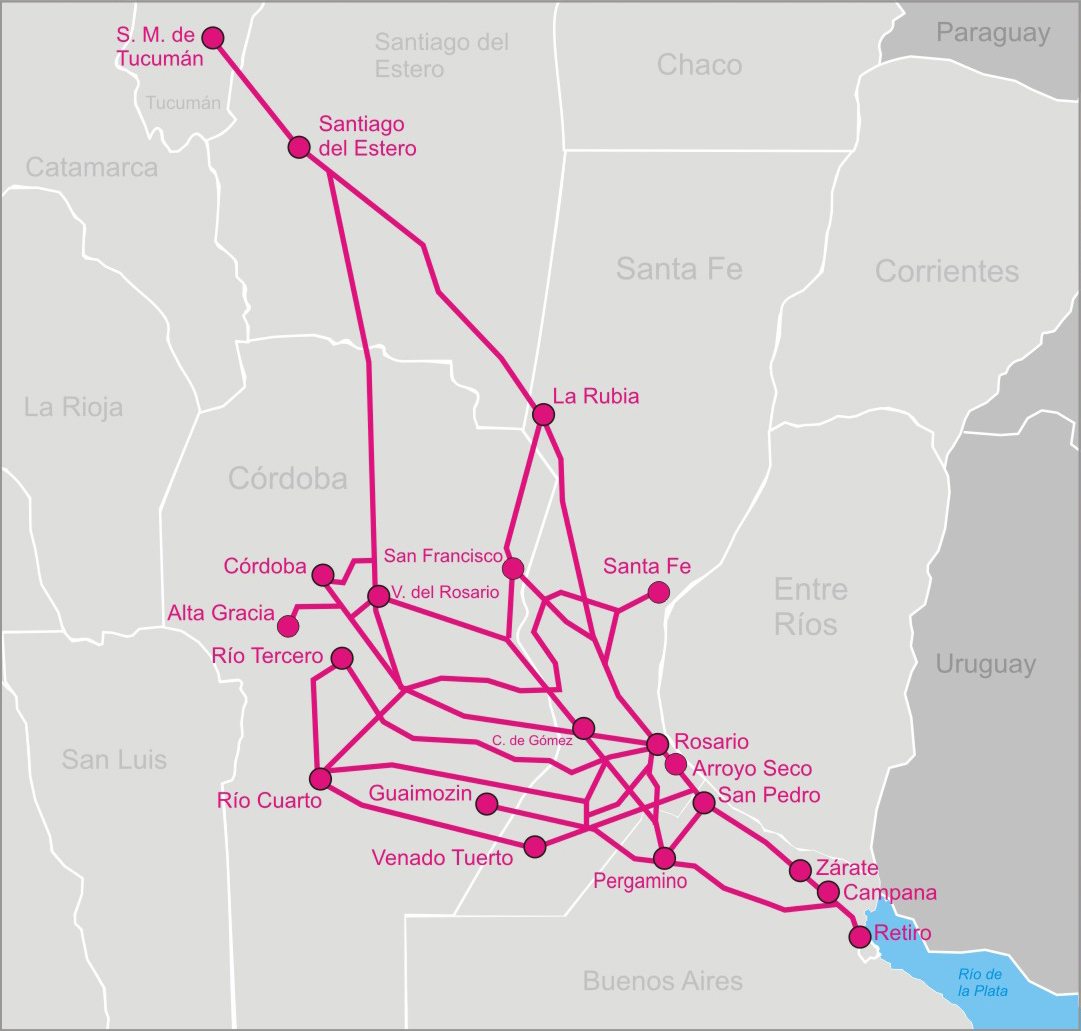 S. M. de
Tucumán
Santiago del
Estero
Chaco
Paraguay
Tucumán
Santiago
del Estero
Catamarca
Santa Fe
Corrientes
La Rioja
La Rubia
Córdoba
Córdoba
San Francisco
Santa Fe
V. del Rosario
Alta Gracia
Entre
Ríos
Río Tercero
Uruguay
San Luis
C. de Gómez
Rosario
Arroyo Seco
Río Cuarto
Guaimozin
San Pedro
Venado Tuerto
Pergamino
Zárate
Campana
Retiro
Buenos Aires
Río de
la Plata